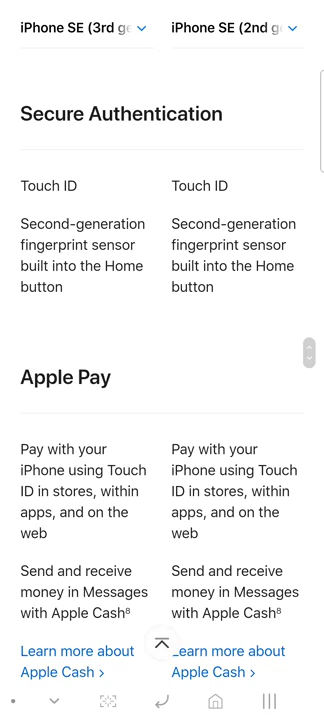 iPhone SE (3rd ge
iPhone SE (2nd g
Secure Authentication
Touch ID
Second-generation
fingerprint sensor
built into the Home
button
Touch ID
Second-generation
fingerprint sensor
built into the Home
button
Apple Pay
Pay with your
iPhone using Touch
ID in stores, within
apps, and on the
web
Send and receive
money in Messages
with Apple Cash⁸
Learn more about
Apple Cash >
Pay with your
iPhone using Touch
ID in stores, within
apps, and on the
web
Send and receive
money in Messages
with Apple Cash⁸
Learn more about
Apple Cash >